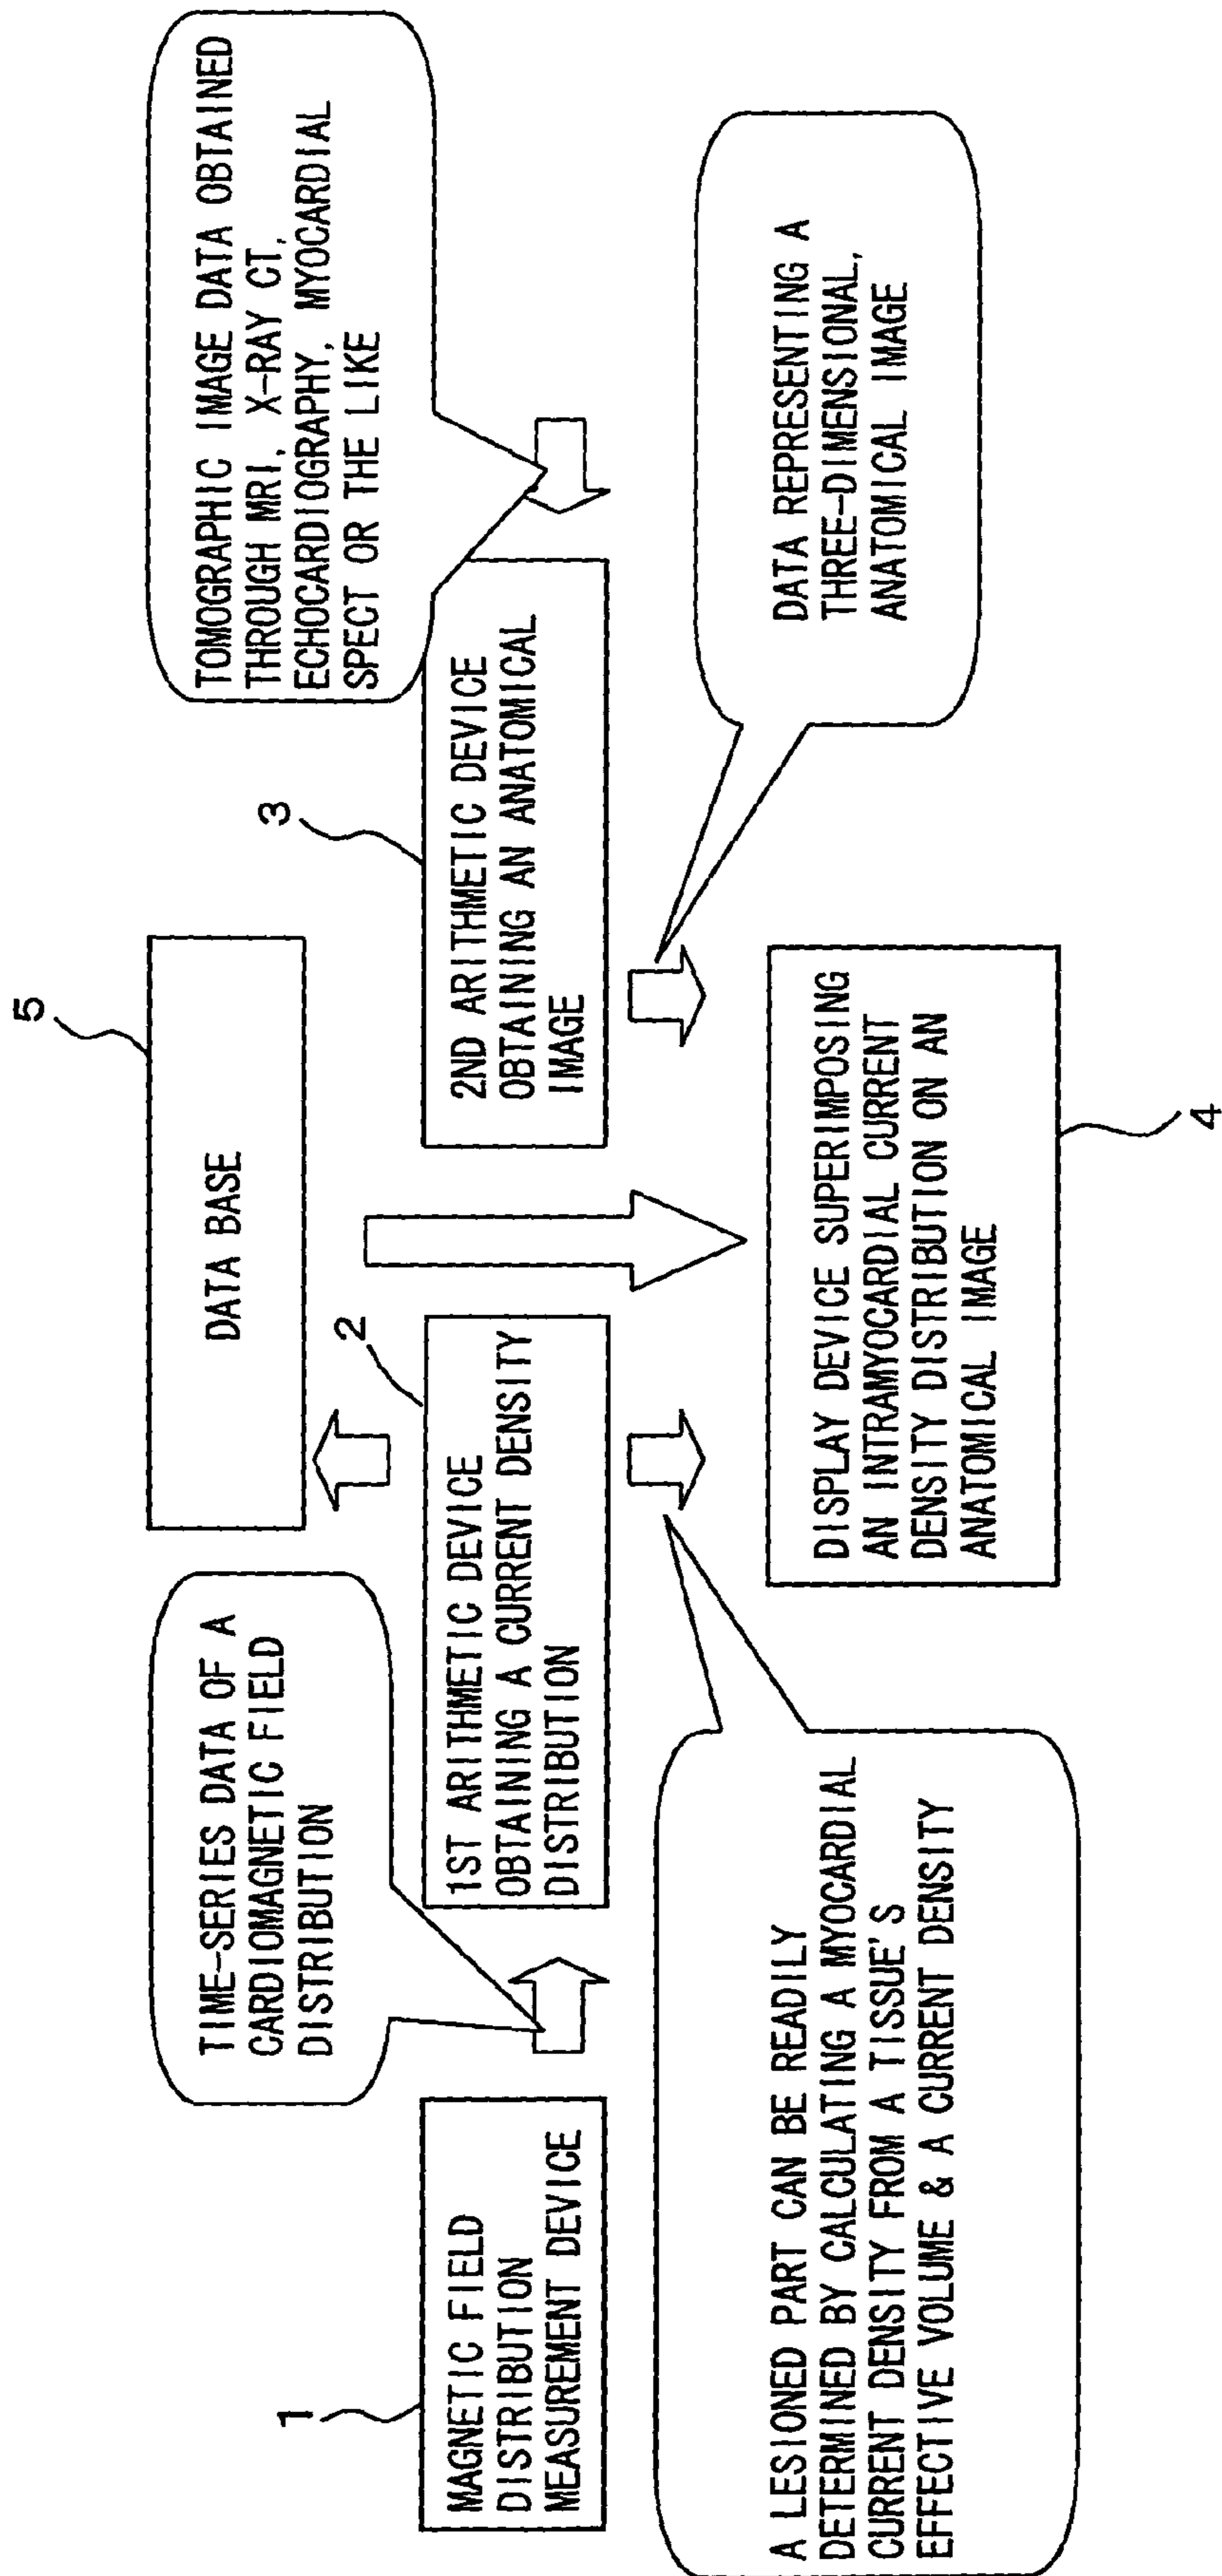 5
DATA BASE
TIME-SERIES DATA OF A
CARDIOMAGNETIC FIELD
DISTRIBUTION
TOMOGRAPHIC IMAGE DATA OBTAINED
THROUGH MRI, X-RAY CT,
ECHOCARDIOGRAPHY, MYOCARDIAL
SPECT OR THE LIKE
1
MAGNETIC FIELD
DISTRIBUTION
MEASUREMENT DEVICE
2
1ST ARITHMETIC DEVICE
OBTAINING A CURRENT DENSITY
DISTRIBUTION
3
2ND ARITHMETIC DEVICE
OBTAINING AN ANATOMICAL
IMAGE
A LESIONED PART CAN BE READILY
DETERMINED BY CALCULATING A MYOCARDIAL
CURRENT DENSITY FROM A TISSUE'S
EFFECTIVE VOLUME & A CURRENT DENSITY
DISPLAY DEVICE SUPERIMPOSING
AN INTRAMYOCARDIAL CURRENT
DENSITY DISTRIBUTION ON AN
ANATOMICAL IMAGE
4
DATA REPRESENTING A
THREE-DIMENSIONAL,
ANATOMICAL IMAGE